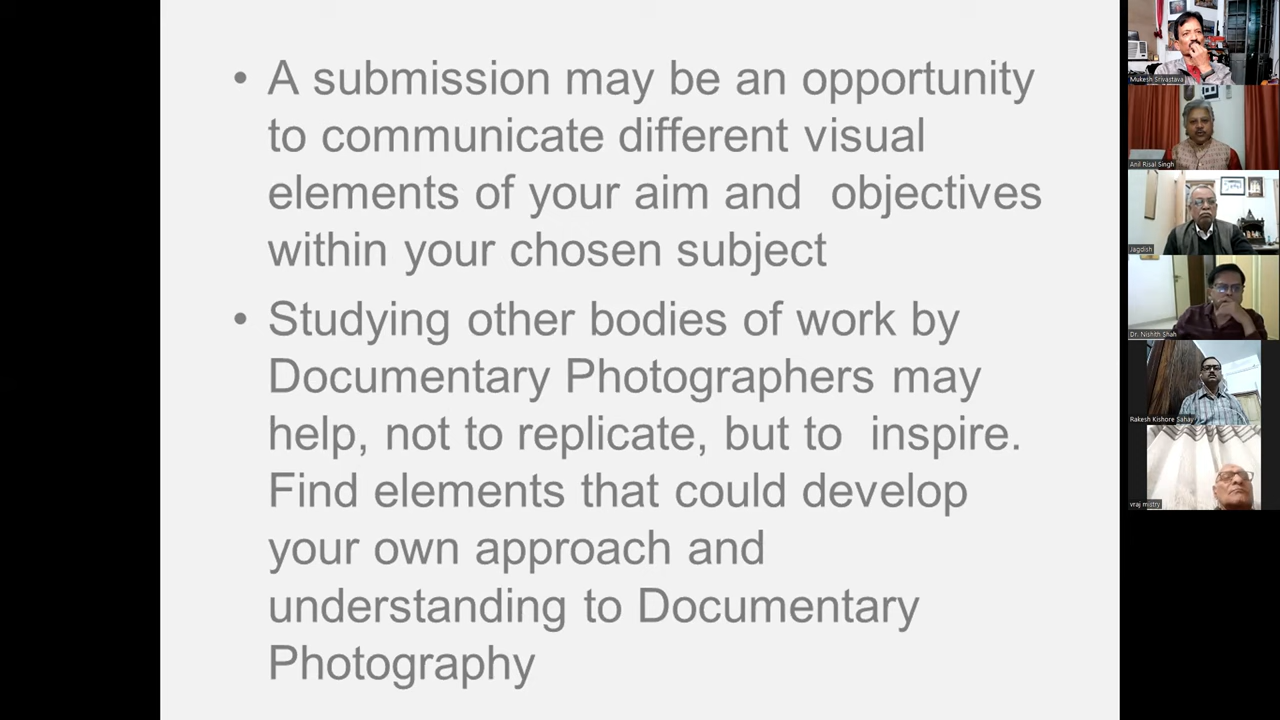 • A submission may be an opportunity
to communicate different visual
elements of your aim and  objectives
within your chosen subject
• Studying other bodies of work by
Documentary Photographers may
help, not to replicate, but to  inspire.
Find elements that could develop
your own approach and
understanding to Documentary
Photography
Mukesh Srivastava
Anil Risal Singh
Jagdish
Dr. Nishith Shah
Rakesh Kishore Sahay
vraj mistry